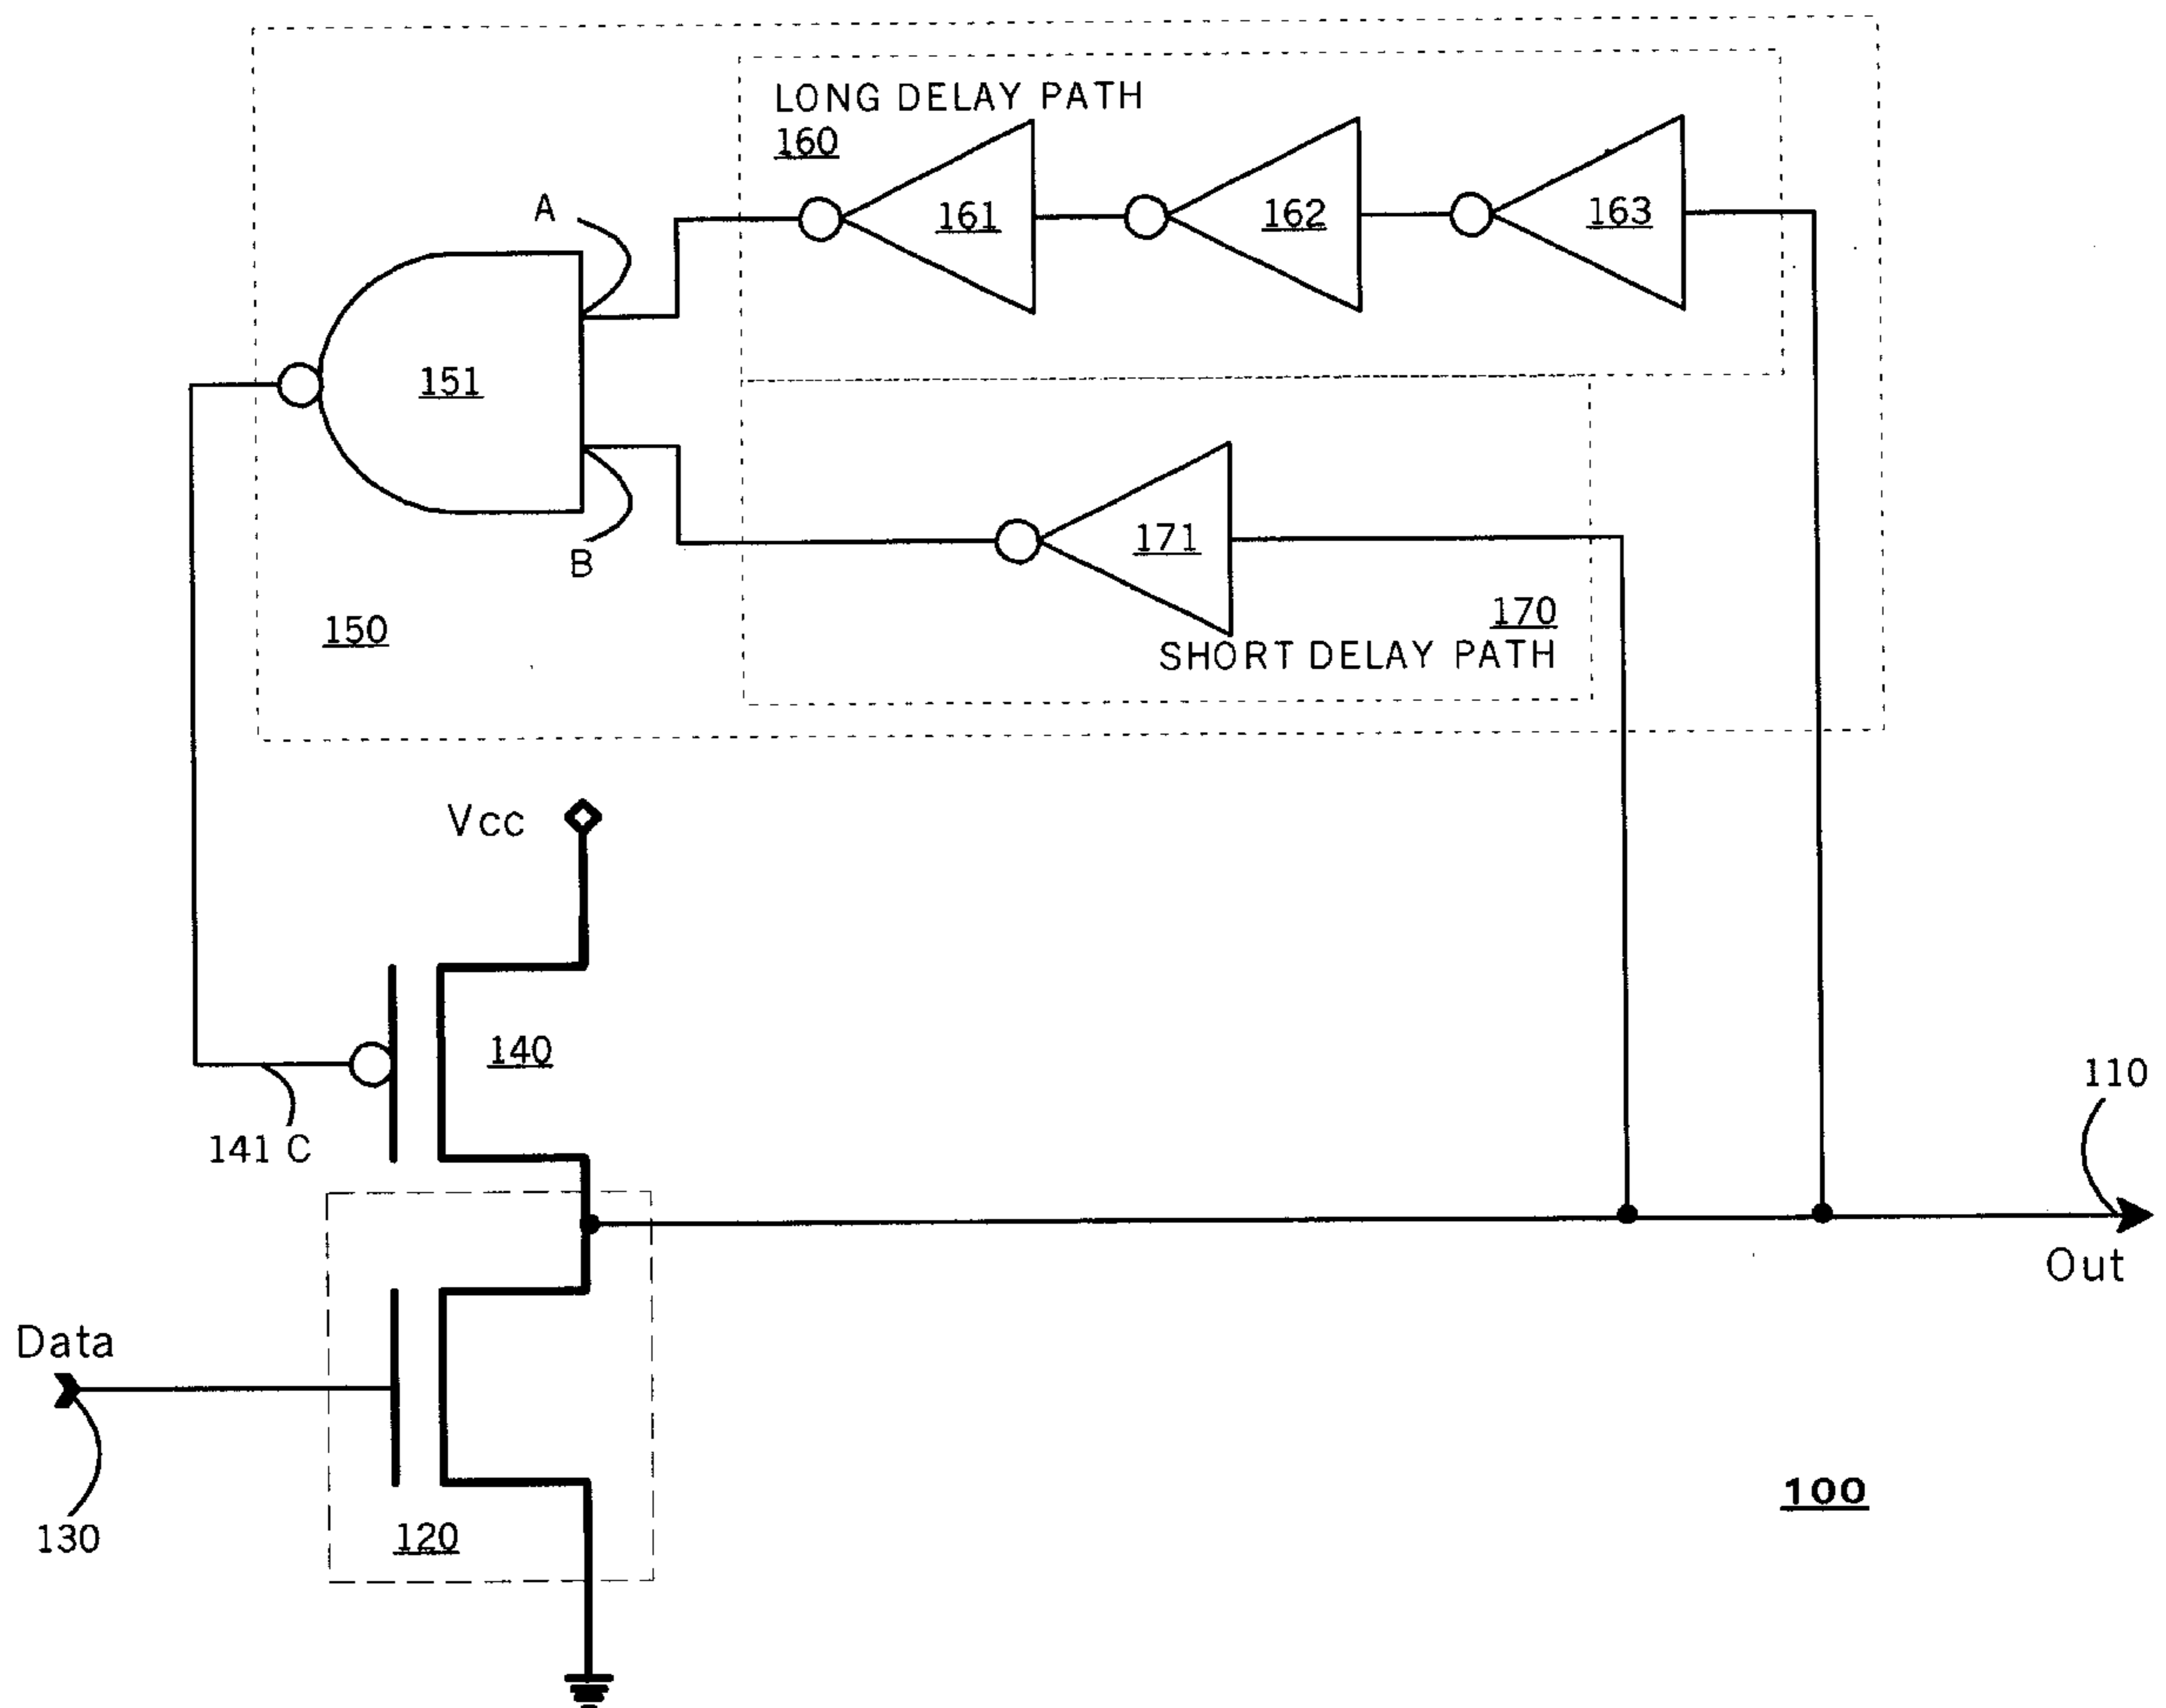 LONG DELAY PATH
160
A
161
162
163
151
171
B
170
150
SHORT DELAY PATH
Vcc
140
110
141 C
Out
Data
100
130
120